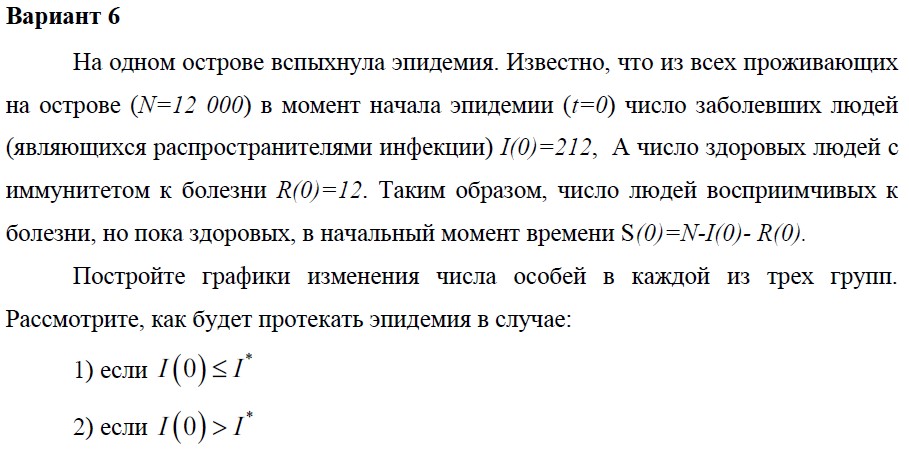 Вариант 6
На одном острове вспыхнула эпидемия. Известно, что из всех проживающих
на острове (N=12 000) в момент начала эпидемии (t=0) число заболевших людей
(являющихся распространителями инфекции) I(0)=212, А число здоровых людей с
иммунитетом к болезни R(0)=12. Таким образом, число людей восприимчивых к
болезни, но пока здоровых, в начальный момент времени S(0)=N-I(0)- R(0).
Постройте графики изменения числа особей в каждой из трех групп.
Рассмотрите, как будет протекать эпидемия в случае:
1) если I(0) ≤ I*
2) если I(0) > I*